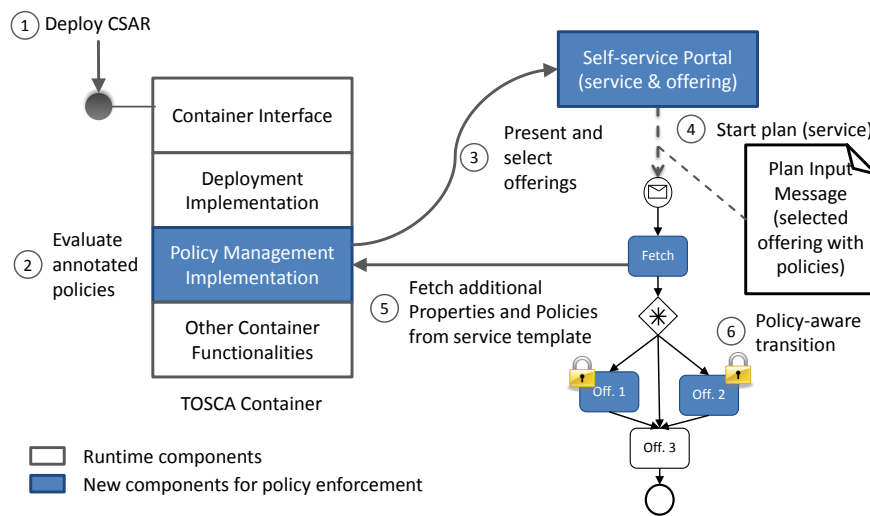 1
Deploy CSAR
Container Interface
Deployment
Implementation
Policy Management
Implementation
Other Container
Functionalities
TOSCA Container
2
Evaluate
annotated
policies
3
Present and
select
offerings
Self-service Portal
(service & offering)
4
Start plan (service)
Plan Input
Message
(selected
offering with
policies)
Fetch
5
Fetch additional
Properties and Policies
from service template
6
Policy-aware
transition
Off. 1
Off. 2
Off. 3
Runtime components
New components for policy enforcement